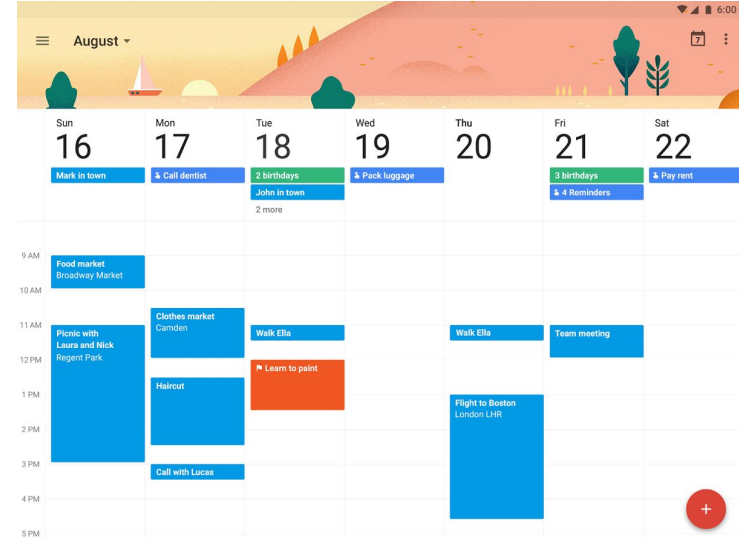 6:00
August
7
Sun
16
Mon
17
Tue
18
Wed
19
Thu
20
Fri
21
Sat
22
Mark in town
Call dentist
2 birthdays
Pack luggage
3 birthdays
Pay rent
John in town
4 Reminders
2 more
9 AM
Food market
Broadway Market
10 AM
Clothes market
Camden
11 AM
Picnic with
Laura and Nick
Regent Park
Walk Ella
Walk Ella
Team meeting
12 PM
Learn to paint
Haircut
1 PM
Flight to Boston
London LHR
2 PM
3 PM
Call with Lucas
4 PM
5 PM